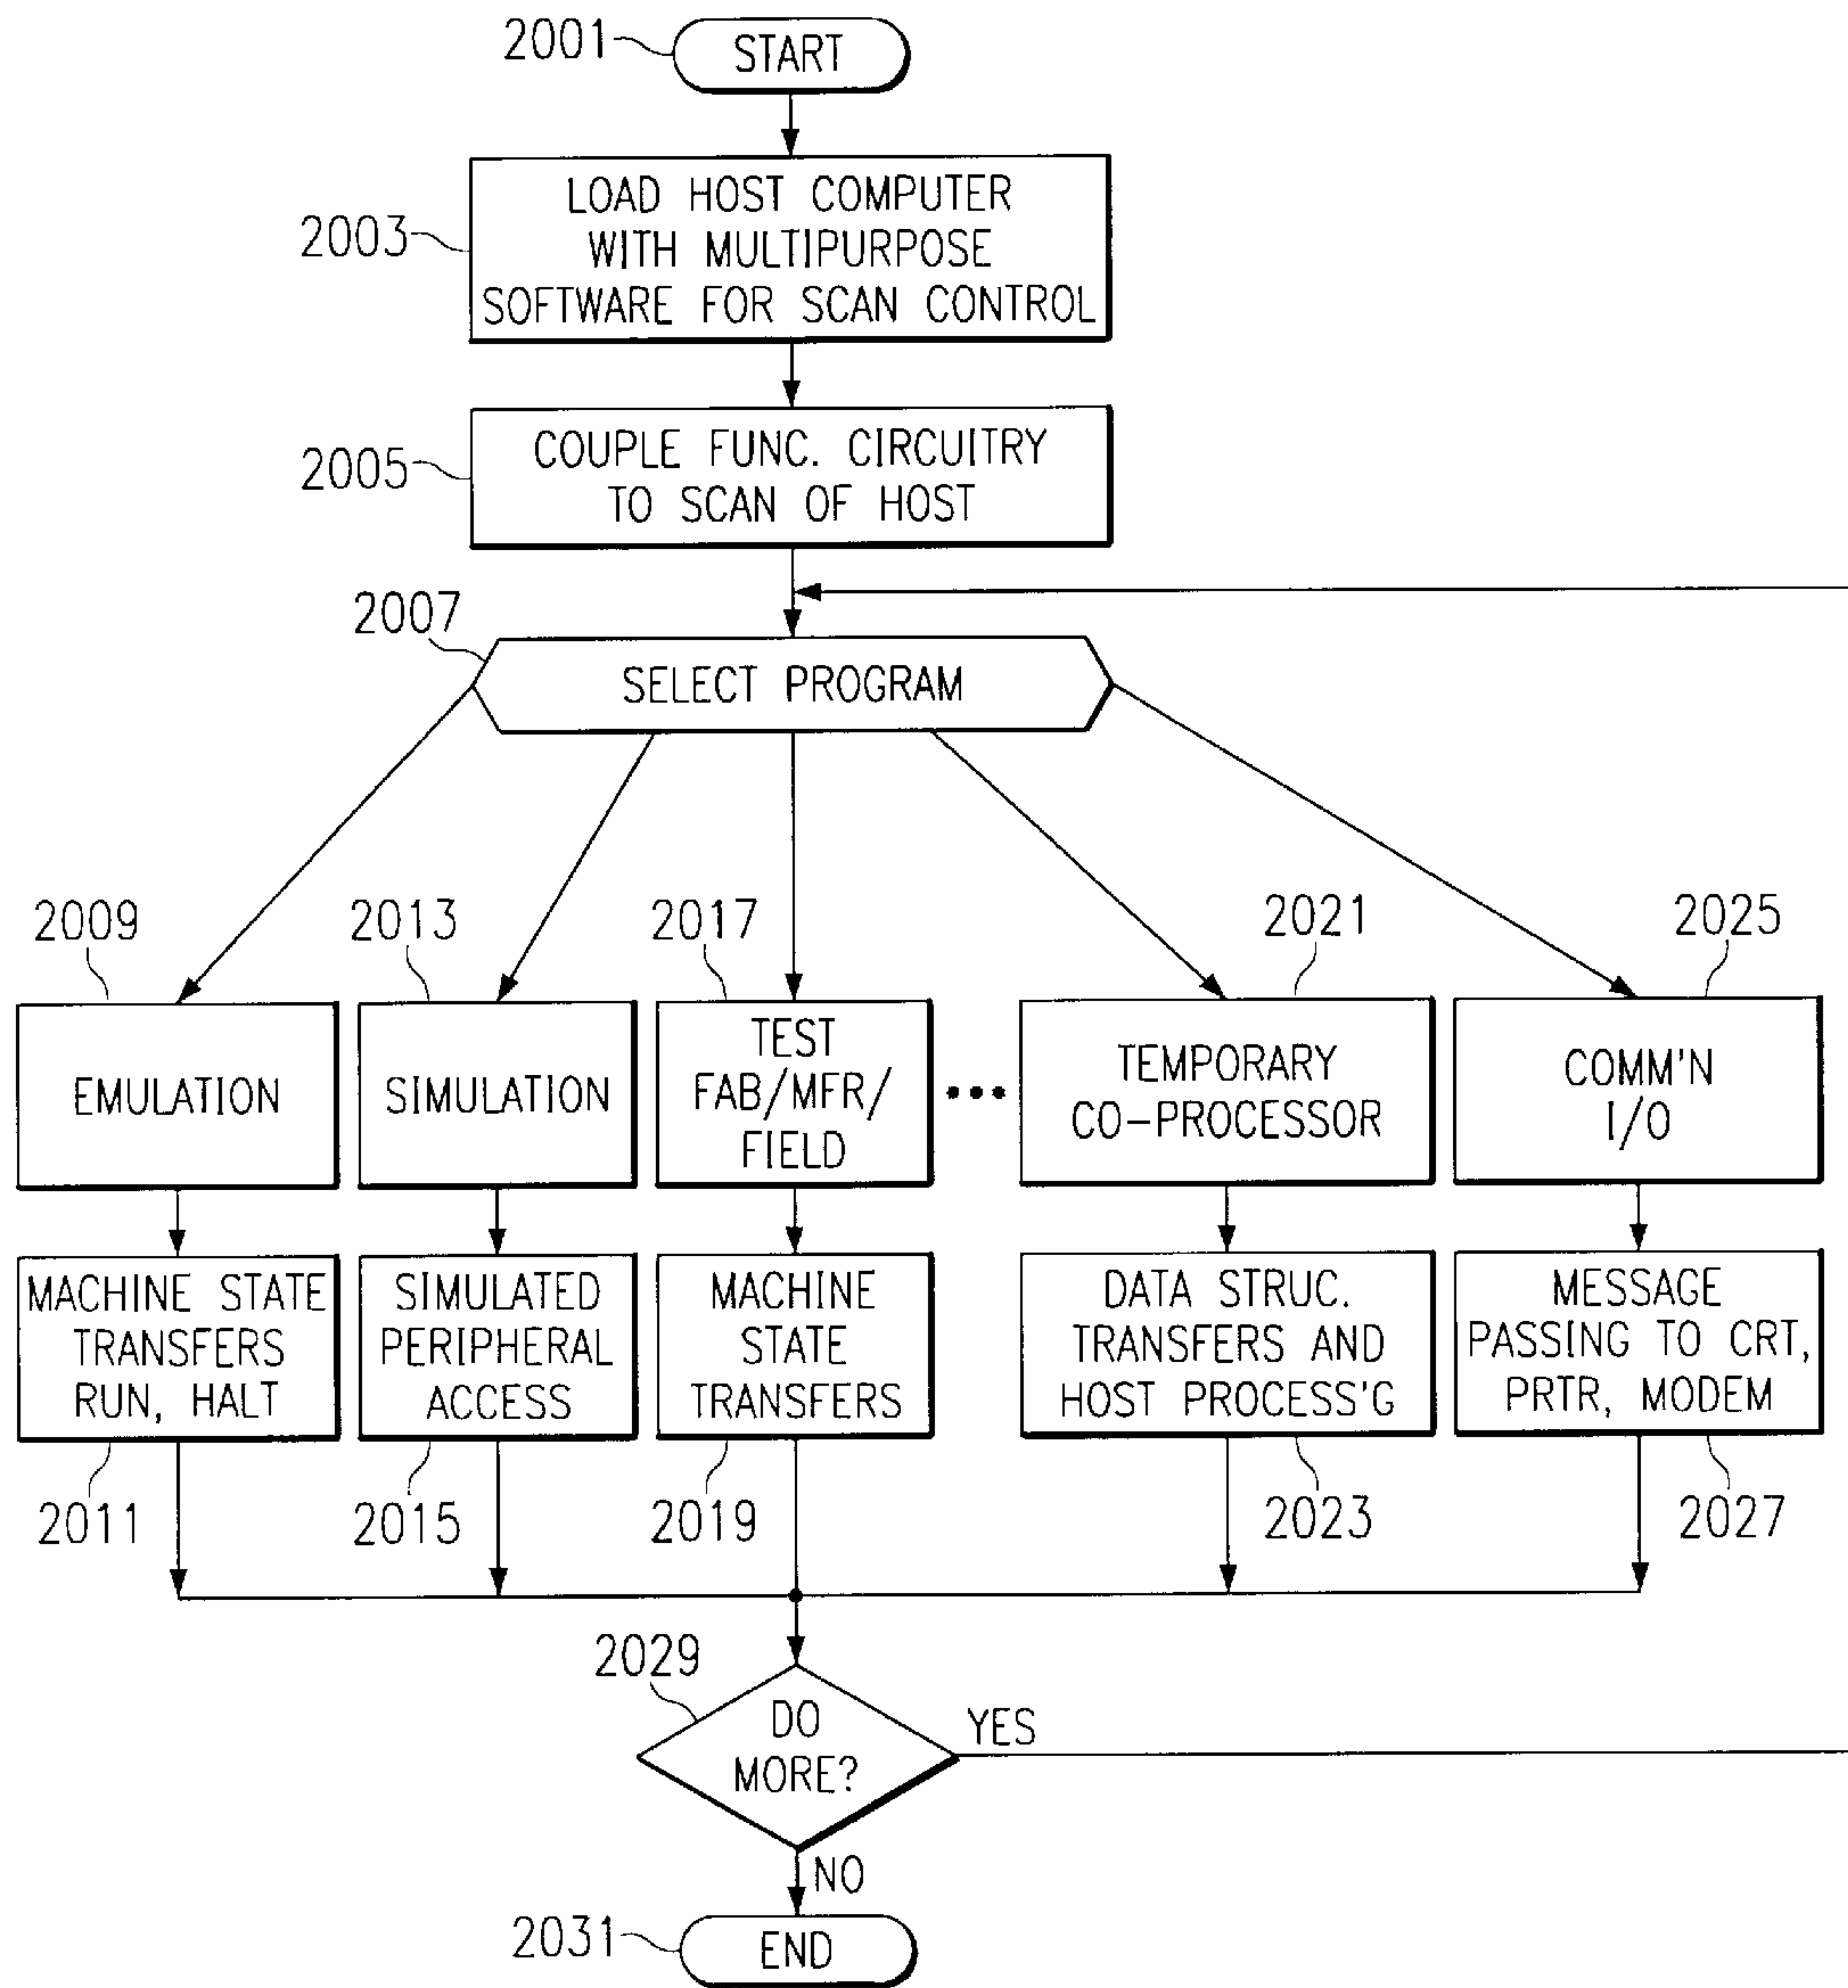 2001
START
2003
LOAD HOST COMPUTER
WITH MULTIPURPOSE
SOFTWARE FOR SCAN CONTROL
2005
COUPLE FUNC. CIRCUITRY
TO SCAN OF HOST
2007
SELECT PROGRAM
2009
EMULATION
2013
SIMULATION
2017
TEST
FAB/MFR/
FIELD
•••
2021
TEMPORARY
CO-PROCESSOR
2025
COMM'N
I/O
MACHINE STATE
TRANSFERS
RUN, HALT
2011
SIMULATED
PERIPHERAL
ACCESS
2015
MACHINE
STATE
TRANSFERS
2019
DATA STRUC.
TRANSFERS AND
HOST PROCESS'G
2023
MESSAGE
PASSING TO CRT,
PRTR, MODEM
2027
2029
DO
MORE?
YES
NO
2031
END